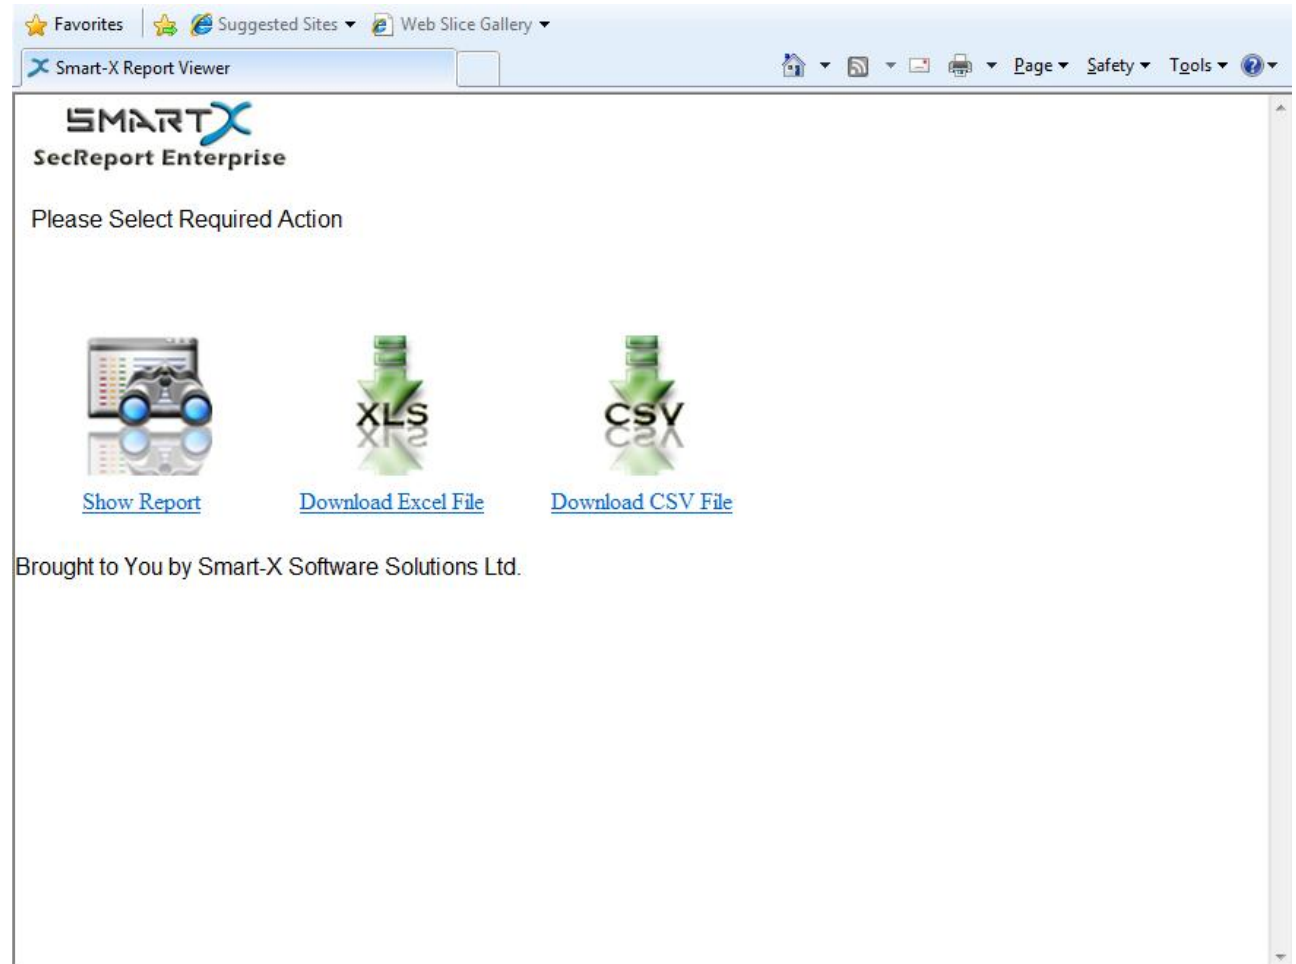 Favorites Suggested Sites Web Slice Gallery
Smart-X Report Viewer Page Safety Tools
SMARTX
SecReport Enterprise
Please Select Required Action
XLS CSV
Show Report Download Excel File Download CSV File
Brought to You by Smart-X Software Solutions Ltd.